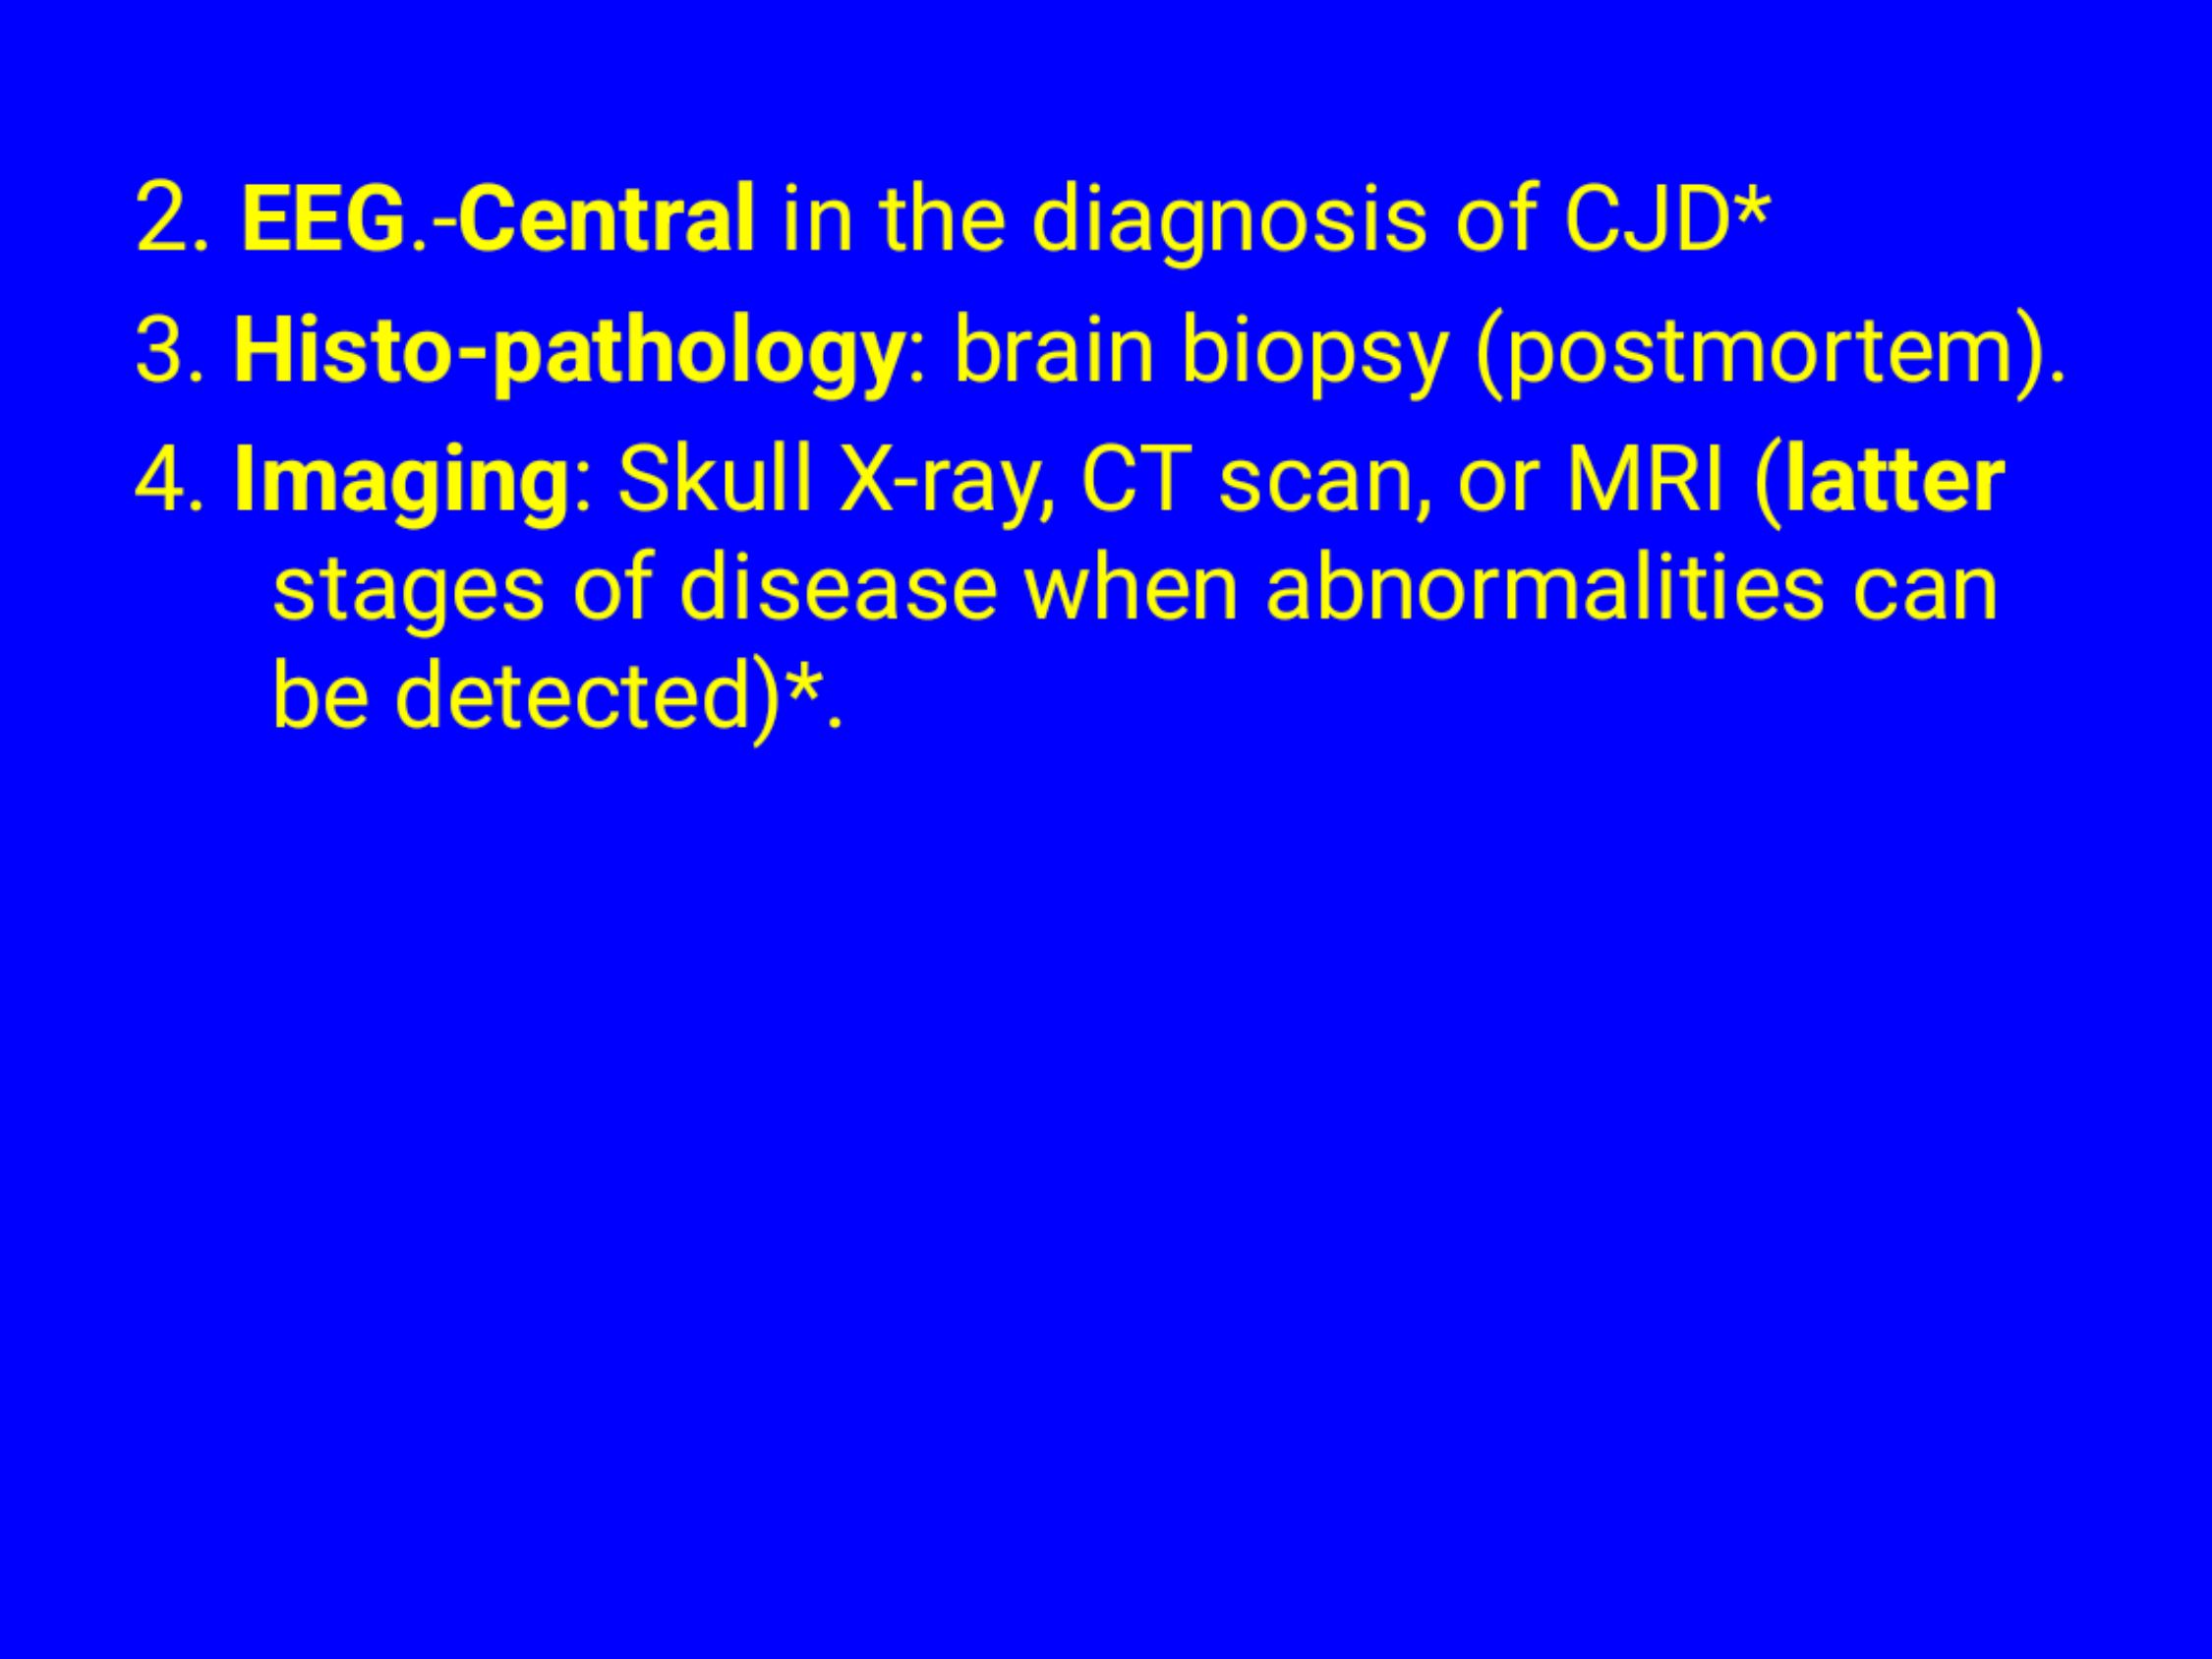 2. EEG.-Central in the diagnosis of CJD*
3. Histo-pathology: brain biopsy (postmortem).
4. Imaging: Skull X-ray, CT scan, or MRI (latter
stages of disease when abnormalities can
be detected)*.